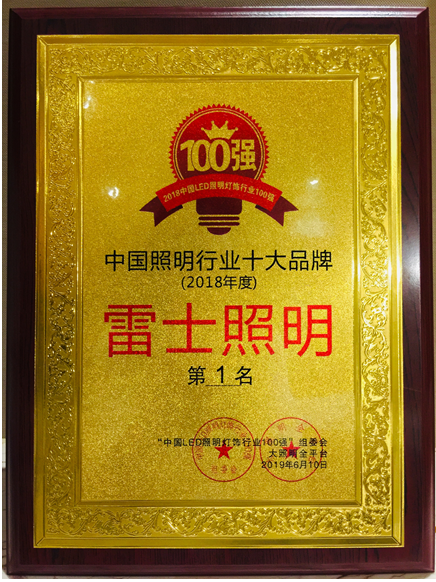 100强
2018中国LED照明灯饰行业100强
中国照明行业十大品牌
(2018年度)
雷士照明
第 1 名
“中国LED照明灯饰行业100强”组委会
大照明全平台
2019年6月10日
组委会